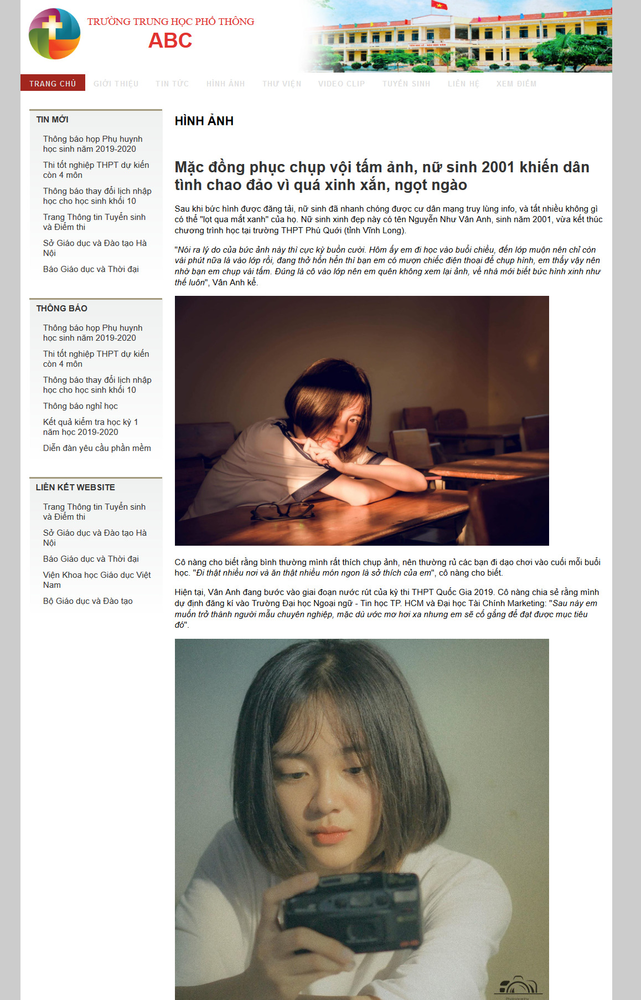 TRƯỜNG TRUNG HỌC PHỔ THÔNG
ABC
TRANG CHỦ
GIỚI THIỆU
TIN TỨC
HÌNH ẢNH
THƯ VIỆN
VIDEO CLIP
TUYỂN SINH
LIÊN HỆ
XEM ĐIỂM
TIN MỚI
Thông báo họp Phụ huynh
học sinh năm 2019-2020
Thi tốt nghiệp THPT dự kiến
còn 4 môn
Thông báo thay đổi lịch nhập
học cho học sinh khối 10
Trang Thông tin Tuyển sinh
và Điểm thi
Sở Giáo dục và Đào tạo Hà
Nội
Báo Giáo dục và Thời đại
THÔNG BÁO
Thông báo họp Phụ huynh
học sinh năm 2019-2020
Thi tốt nghiệp THPT dự kiến
còn 4 môn
Thông báo thay đổi lịch nhập
học cho học sinh khối 10
Thông báo nghỉ học
Kết quả kiểm tra học kỳ 1
năm học 2019-2020
Diễn đàn yêu cầu phần mềm
LIÊN KẾT WEBSITE
Trang Thông tin Tuyển sinh
và Điểm thi
Sở Giáo dục và Đào tạo Hà
Nội
Báo Giáo dục và Thời đại
Viện Khoa học Giáo dục Việt
Nam
Bộ Giáo dục và Đào tạo
HÌNH ẢNH
Mặc đồng phục chụp vội tấm ảnh, nữ sinh 2001 khiến dân
tình chao đảo vì quá xinh xắn, ngọt ngào
Sau khi bức hình được đăng tải, nữ sinh đã nhanh chóng được cư dân mạng truy lùng info, và tất nhiều không gì
có thể "lọt qua mắt xanh" của họ. Nữ sinh xinh đẹp này có tên Nguyễn Như Vân Anh, sinh năm 2001, vừa kết thúc
chương trình học tại trường THPT Phú Quới (tỉnh Vĩnh Long).
"Nói ra lý do của bức ảnh này thì cực kỳ buồn cười. Hôm ấy em đi học vào buổi chiều, đến lớp muộn nên chỉ còn
vài phút nữa là vào lớp rồi, đang thở hổn hển thì bạn em có mượn chiếc điện thoại để chụp hình, em thấy vậy nên
nhờ bạn em chụp vài tấm. Đúng là cô vào lớp nên em quên không xem lại ảnh, về nhà mới biết bức hình xinh như
thế luôn", Vân Anh kể.
Cô nàng cho biết rằng bình thường mình rất thích chụp ảnh, nên thường rủ các bạn đi dạo chơi vào cuối mỗi buổi
học. "Đi thật nhiều nơi và ăn thật nhiều món ngon là sở thích của em", cô nàng cho biết.
Hiện tại, Vân Anh đang bước vào giai đoạn nước rút của kỳ thi THPT Quốc Gia 2019. Cô nàng chia sẻ rằng mình
dự định đăng kí vào Trường Đại học Ngoại ngữ - Tin học TP. HCM và Đại học Tài Chính Marketing: "Sau này em
muốn trở thành người mẫu chuyên nghiệp, mặc dù ước mơ hơi xa nhưng em sẽ cố gắng để đạt được mục tiêu
đó".